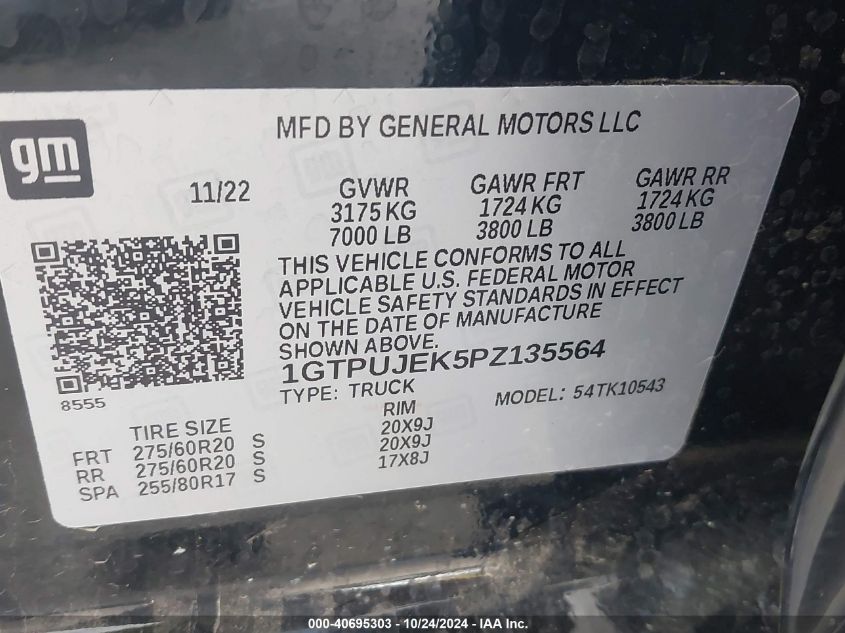 gm
MFD BY GENERAL MOTORS LLC
11/22 GVWR GAWR FRT GAWR RR
3175 KG 1724 KG 1724 KG
7000 LB 3800 LB 3800 LB
THIS VEHICLE CONFORMS TO ALL
APPLICABLE U.S. FEDERAL MOTOR
VEHICLE SAFETY STANDARDS IN EFFECT
ON THE DATE OF MANUFACTURE
SHOWN ABOVE.
1GTPUJEK5PZ135564
TYPE: TRUCK MODEL: 54TK10543
8555
TIRE SIZE RIM
FRT 275/60R20 S 20X9J
RR 275/60R20 S 20X9J
SPA 255/80R17 S 17X8J
000-40695303 - 10/24/2024 - IAA Inc.